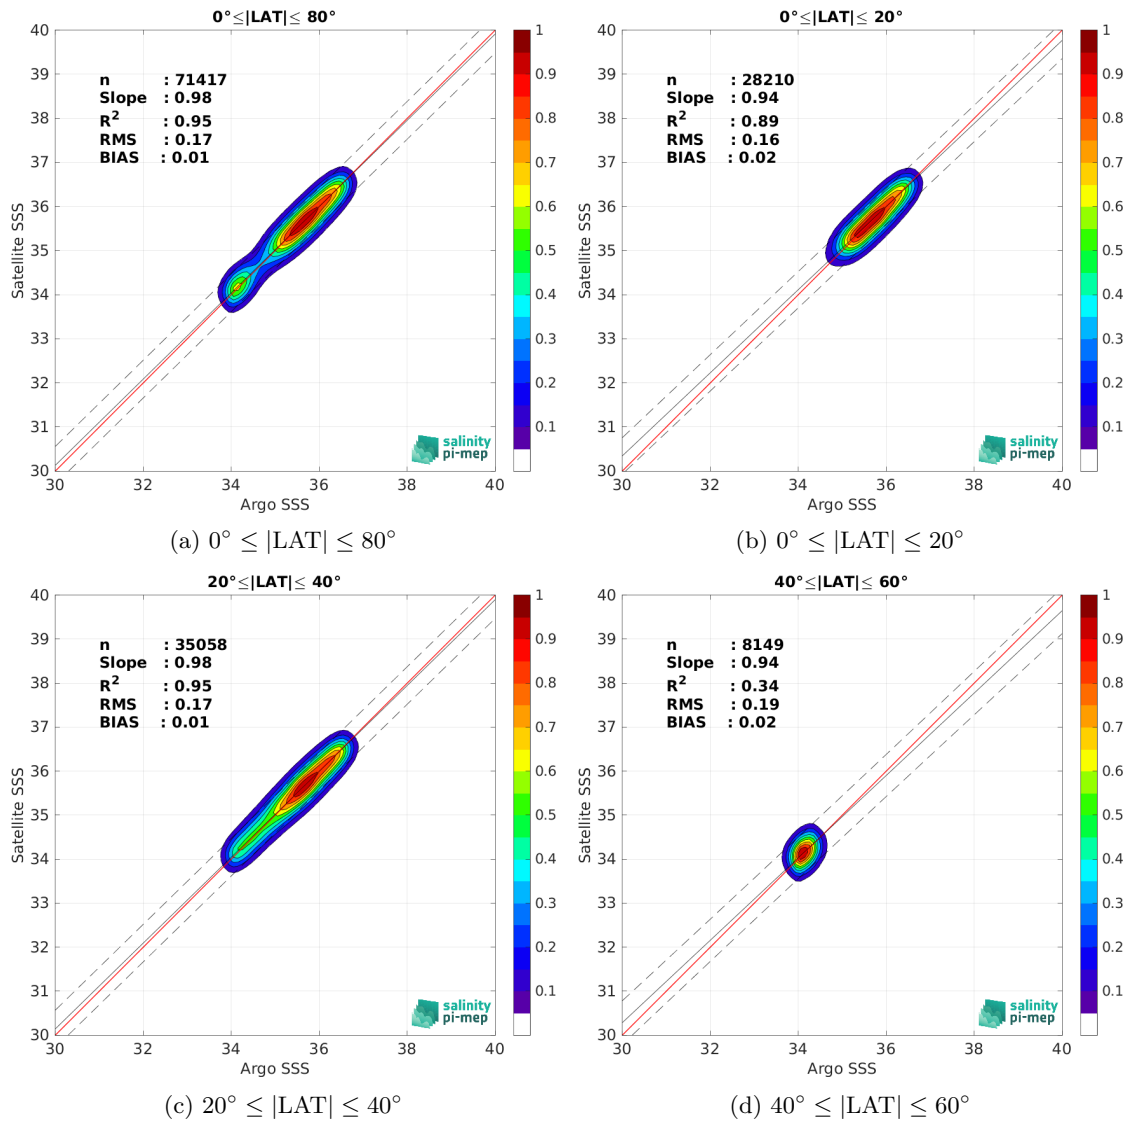 0°≤|LAT|≤ 80°
n : 71417
Slope : 0.98
R² : 0.95
RMS : 0.17
BIAS : 0.01
40
39
38
37
36
35
34
33
32
31
30
30 32 34 36 38 40
Satellite SSS
Argo SSS
salinity
pi-mep
1
0.9
0.8
0.7
0.6
0.5
0.4
0.3
0.2
0.1
(a) 0° ≤ |LAT| ≤ 80°
0°≤|LAT|≤ 20°
n : 28210
Slope : 0.94
R² : 0.89
RMS : 0.16
BIAS : 0.02
40
39
38
37
36
35
34
33
32
31
30
30 32 34 36 38 40
Satellite SSS
Argo SSS
salinity
pi-mep
1
0.9
0.8
0.7
0.6
0.5
0.4
0.3
0.2
0.1
(b) 0° ≤ |LAT| ≤ 20°
20°≤|LAT|≤ 40°
n : 35058
Slope : 0.98
R² : 0.95
RMS : 0.17
BIAS : 0.01
40
39
38
37
36
35
34
33
32
31
30
30 32 34 36 38 40
Satellite SSS
Argo SSS
salinity
pi-mep
1
0.9
0.8
0.7
0.6
0.5
0.4
0.3
0.2
0.1
(c) 20° ≤ |LAT| ≤ 40°
40°≤|LAT|≤ 60°
n : 8149
Slope : 0.94
R² : 0.34
RMS : 0.19
BIAS : 0.02
40
39
38
37
36
35
34
33
32
31
30
30 32 34 36 38 40
Satellite SSS
Argo SSS
salinity
pi-mep
1
0.9
0.8
0.7
0.6
0.5
0.4
0.3
0.2
0.1
(d) 40° ≤ |LAT| ≤ 60°